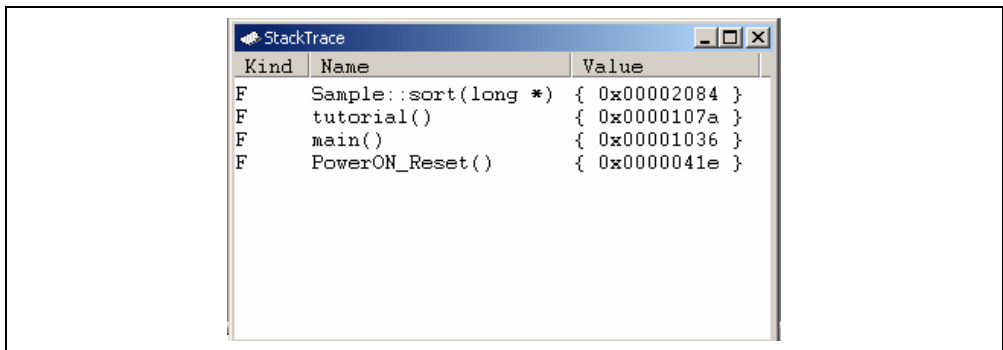 StackTrace
Kind Name Value
F Sample::sort(long *) { 0x00002084 }
F tutorial() { 0x0000107a }
F main() { 0x00001036 }
F PowerON_Reset() { 0x0000041e }